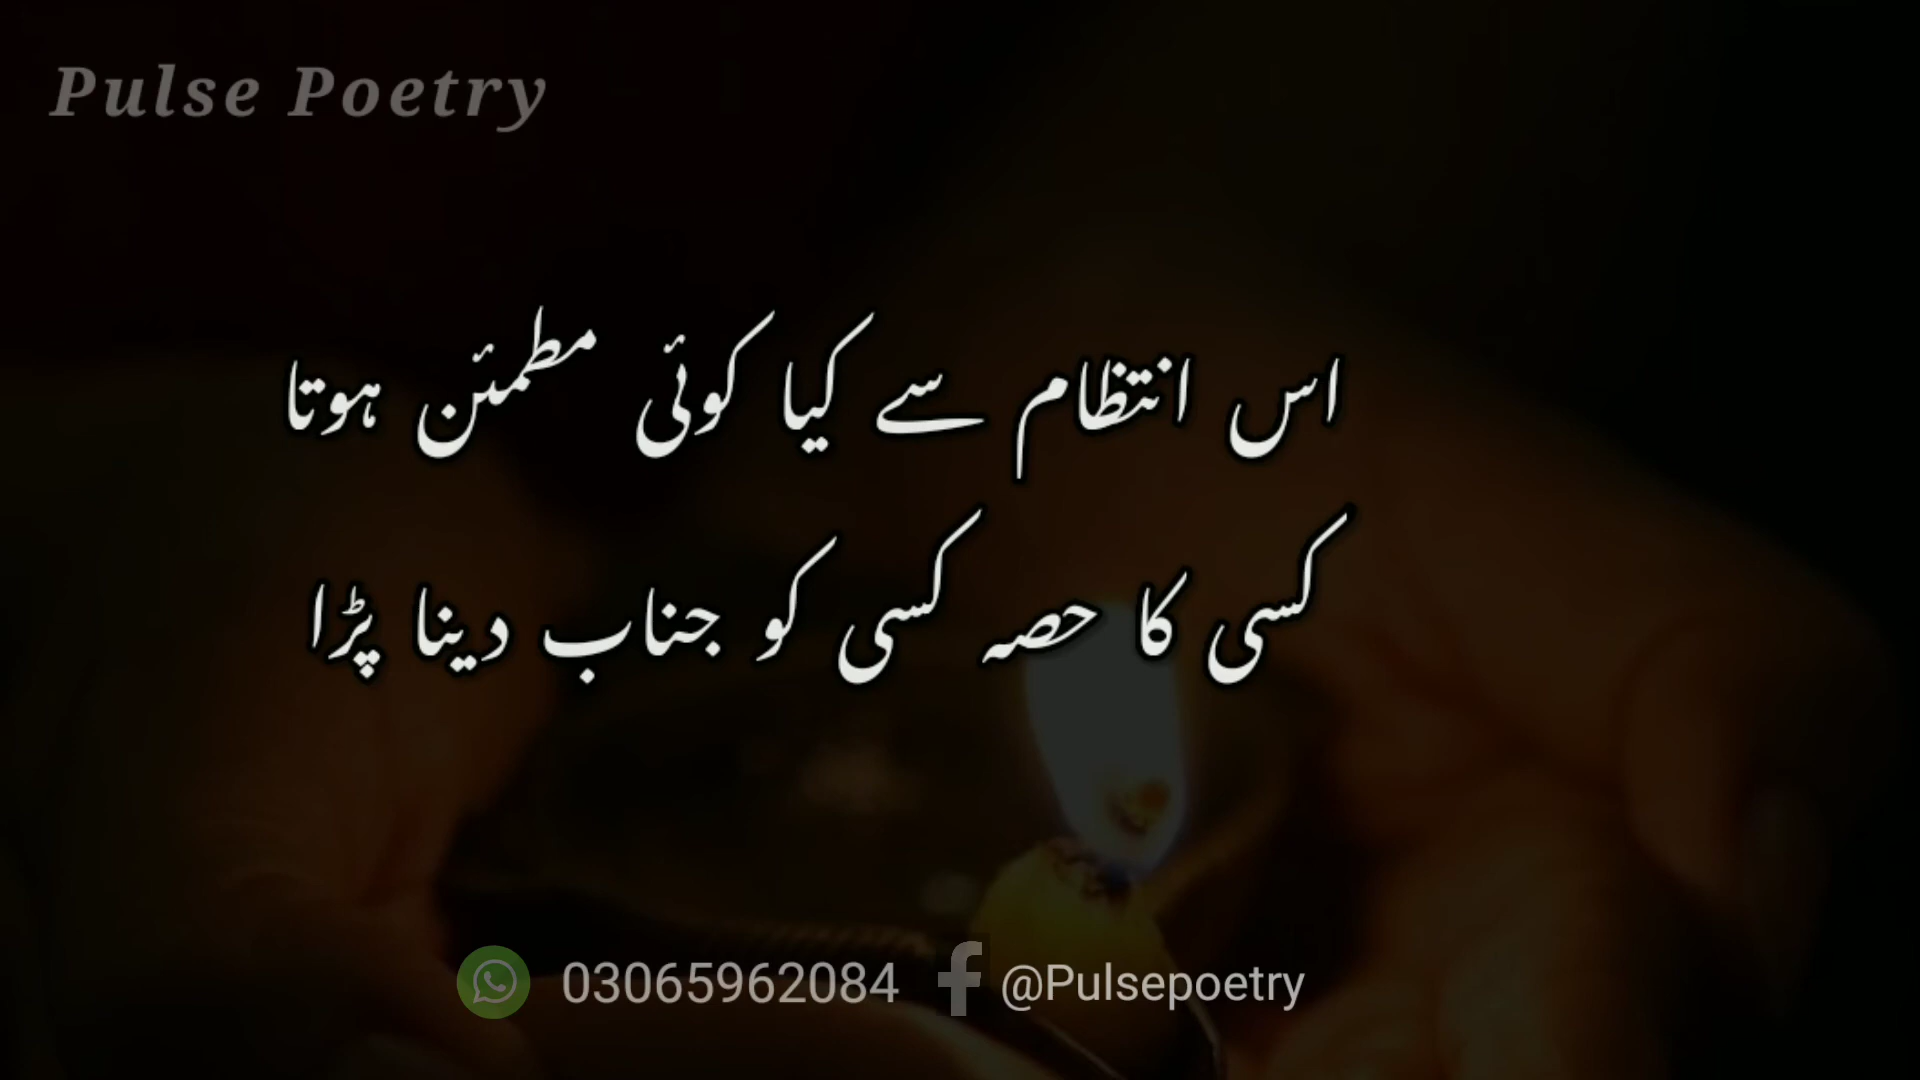 Pulse Poetry
اس انتظام سے کیا کوئی مطمئن ہوتا
کسی کا حصہ کسی کو جناب دینا پڑا
03065962084 @Pulsepoetry